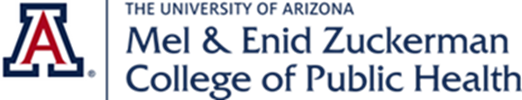 A®
THE UNIVERSITY OF ARIZONA
Mel & Enid Zuckerman
College of Public Health